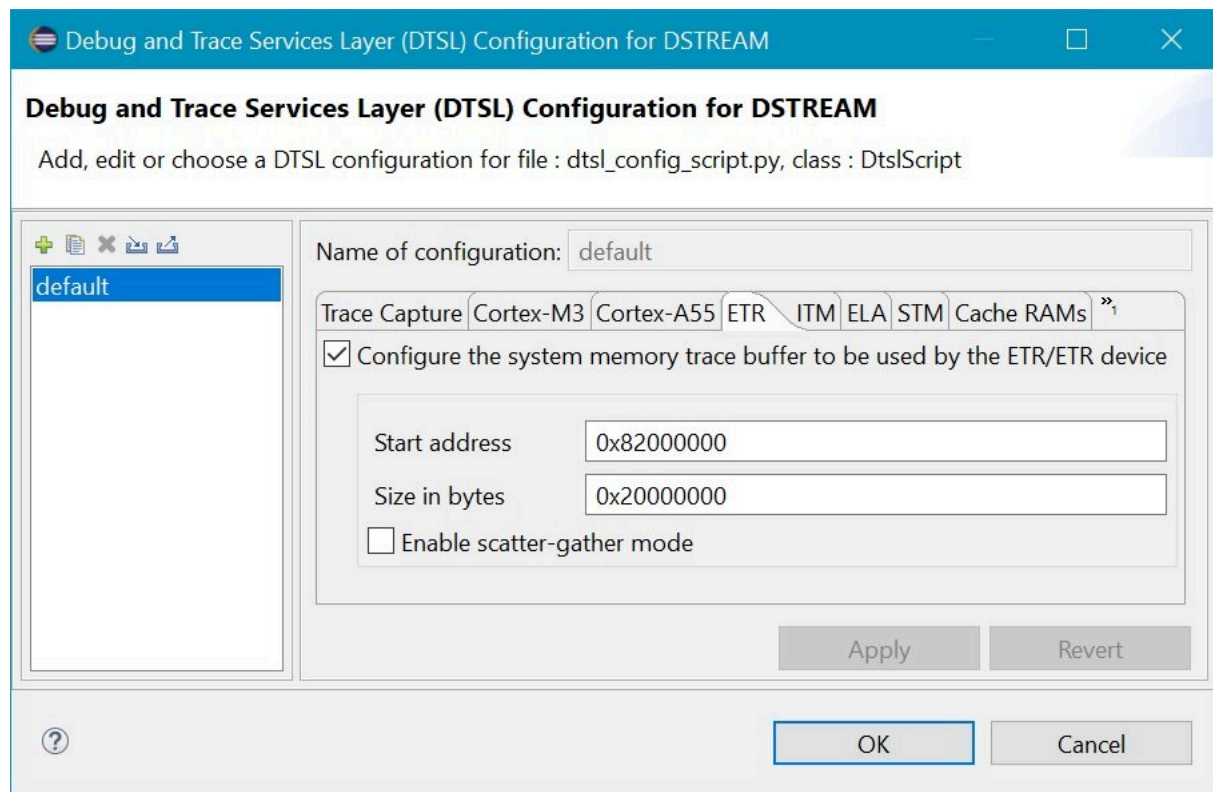 Debug and Trace Services Layer (DTSL) Configuration for DSTREAM
Debug and Trace Services Layer (DTSL) Configuration for DSTREAM
Add, edit or choose a DTSL configuration for file : dtsl_config_script.py, class : DtslScript
default
Name of configuration: default
Trace Capture Cortex-M3 Cortex-A55 ETR ITM ELA STM Cache RAMs »1
Configure the system memory trace buffer to be used by the ETR/ETR device
Start address 0x82000000
Size in bytes 0x20000000
Enable scatter-gather mode
Apply Revert
? OK Cancel